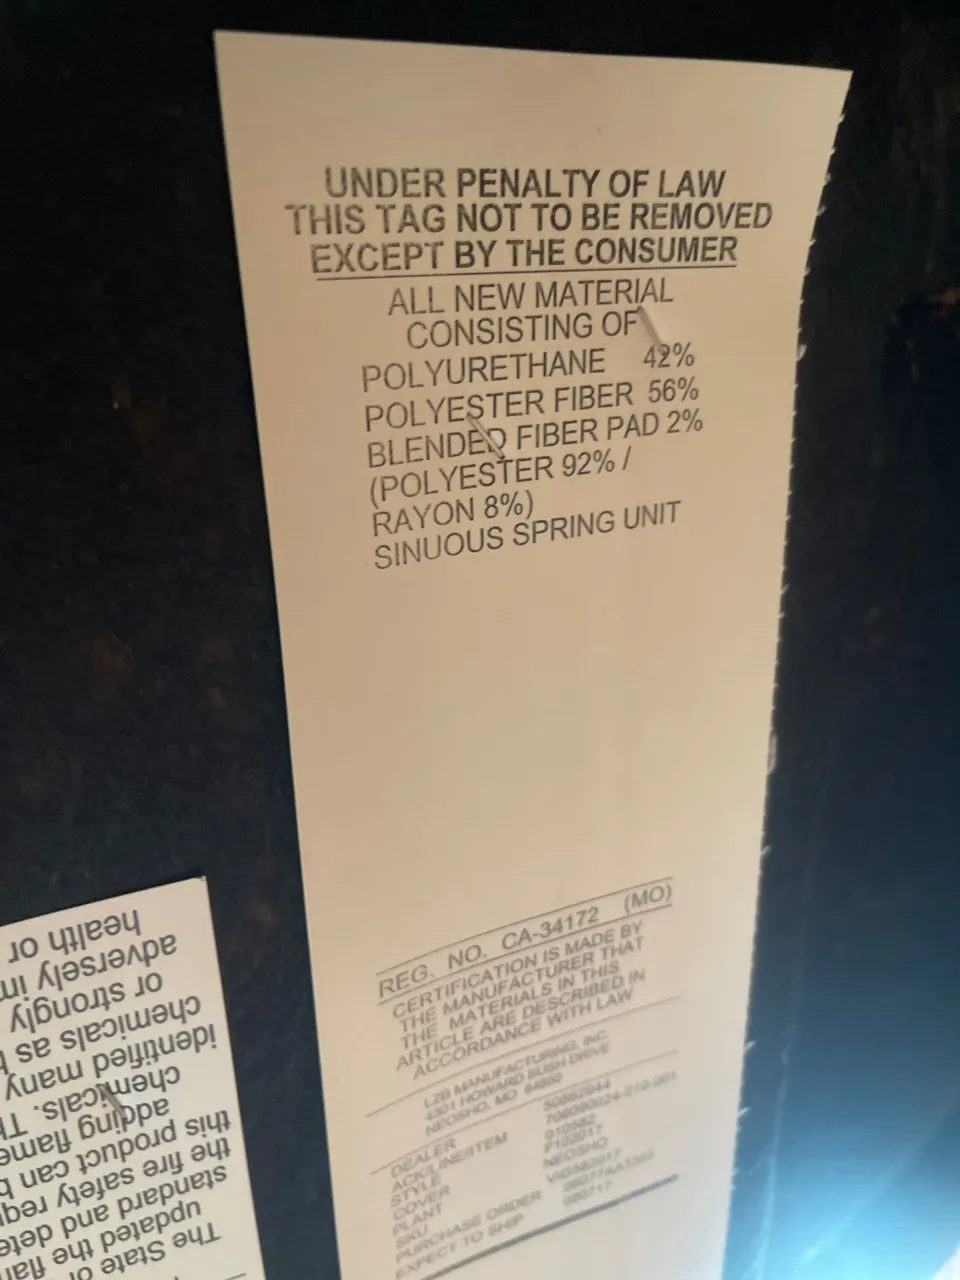 UNDER PENALTY OF LAW
THIS TAG NOT TO BE REMOVED
EXCEPT BY THE CONSUMER
ALL NEW MATERIAL
CONSISTING OF
POLYURETHANE 42%
POLYESTER FIBER 56%
BLENDED FIBER PAD 2%
(POLYESTER 92% /
RAYON 8%)
SINUOUS SPRING UNIT
REG. NO. CA-34172 (MO)
CERTIFICATION IS MADE BY
THE MANUFACTURER THAT
THE MATERIALS IN THIS
ARTICLE ARE DESCRIBED IN
ACCORDANCE WITH LAW
LZB MANUFACTURING, INC.
4301 HOWARD BUSH DRIVE
NEOSHO, MO 64850
DEALER
ACK/LINE/ITEM
STYLE
COVER
PLANT NEOSHO
SKU
PURCHASE ORDER
EXPECT TO SHIP
The State of
updated the
standard and
the fire safety
this product can
adding
chemicals.
identified many
chemicals as
or strongly
adversely
health or